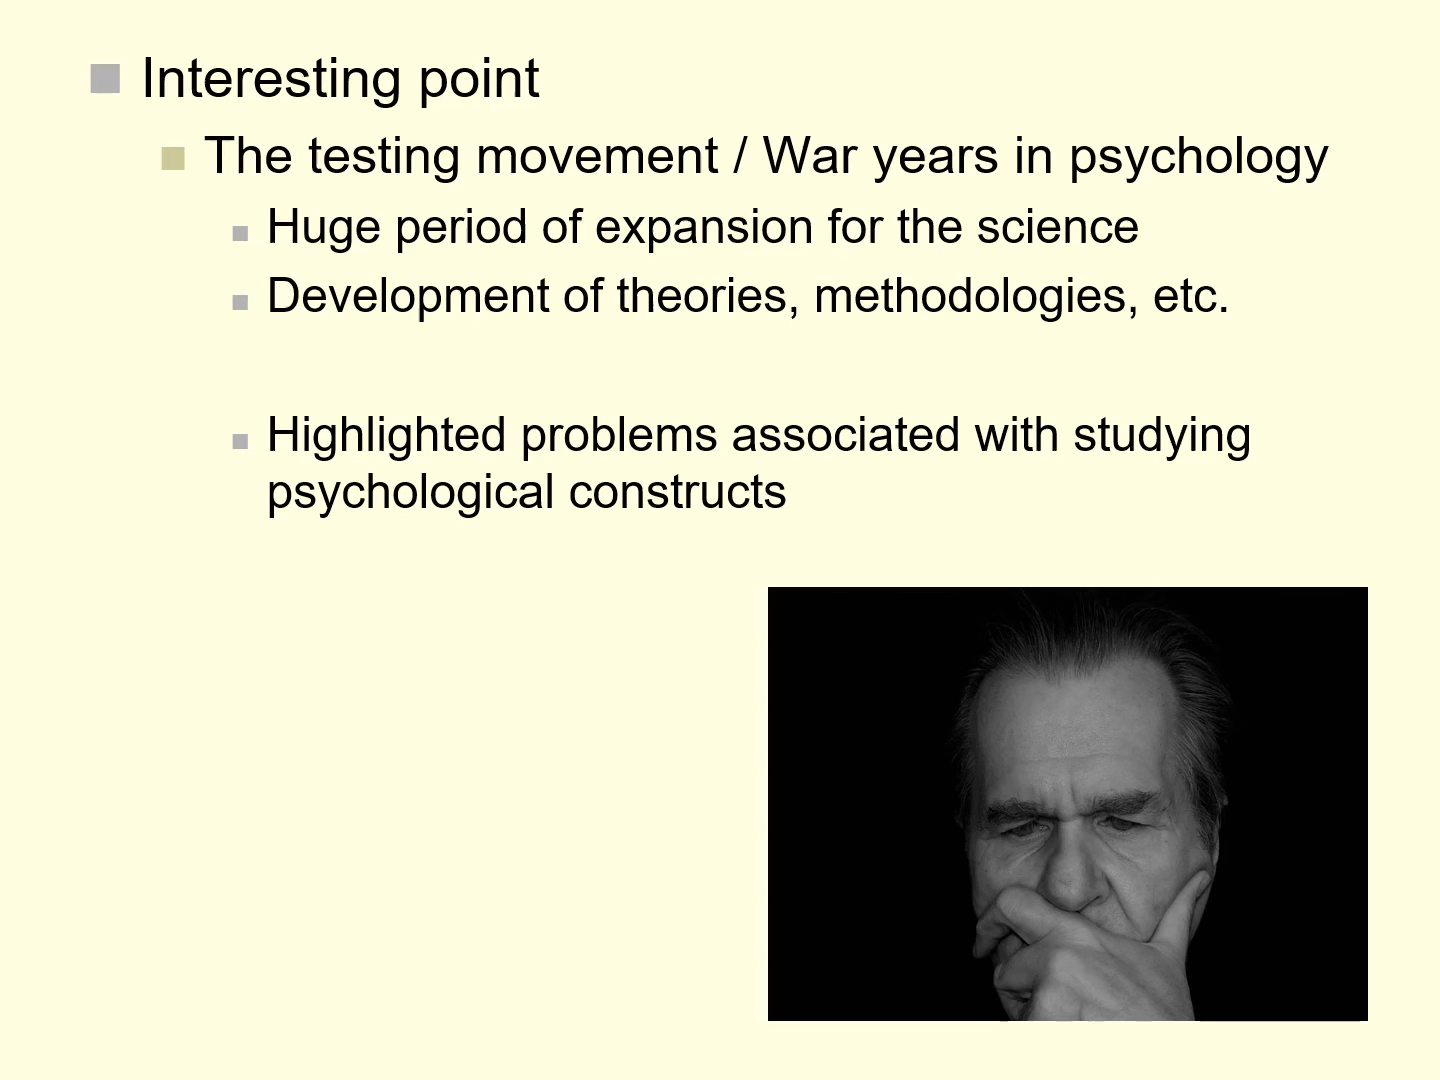 Interesting point
The testing movement / War years in psychology
Huge period of expansion for the science
Development of theories, methodologies, etc.
Highlighted problems associated with studying
psychological constructs